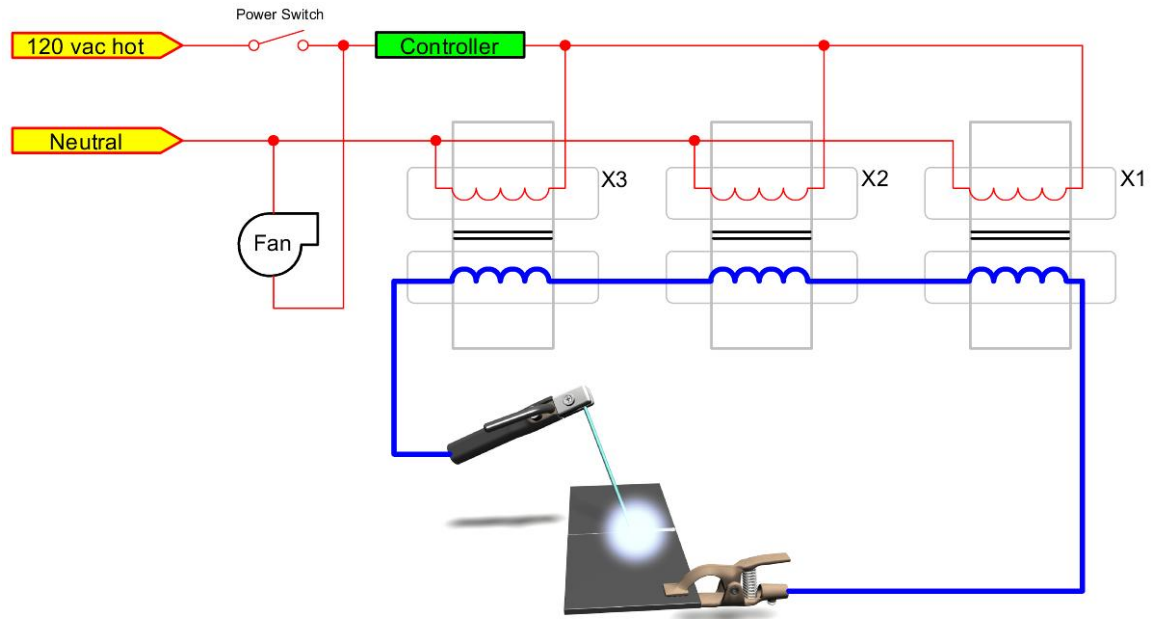 Power Switch
120 vac hot
Controller
Neutral
X3
X2
X1
Fan